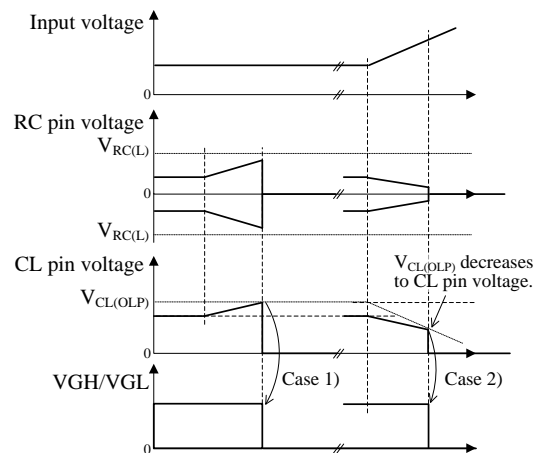 Input voltage
0
RC pin voltage
VRC(L)
0
VRC(L)
CL pin voltage
VCL(OLP)
VCL(OLP) decreases
to CL pin voltage.
0
VGH/VGL
Case 1)
Case 2)
0